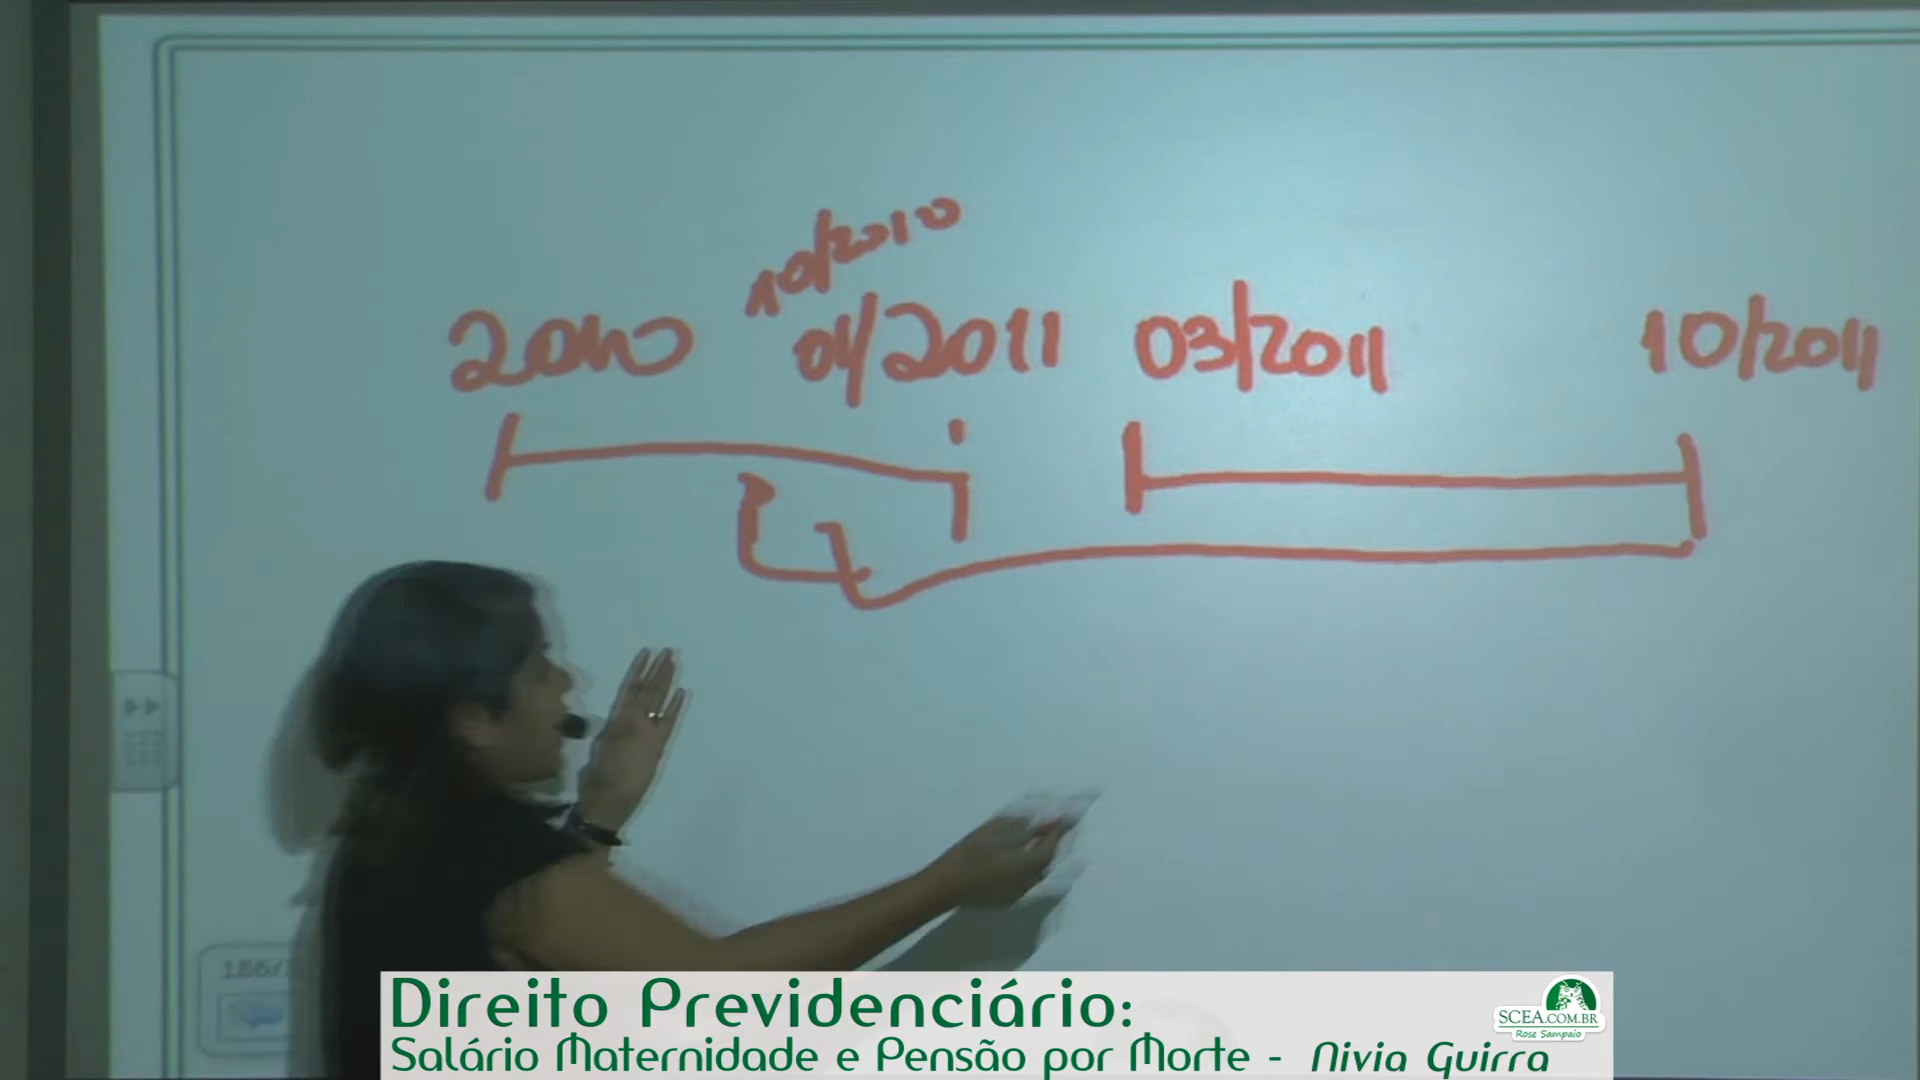 10/2010
2010 01/2011 03/2011 10/2011
Direito Previdenciário:
Salário Maternidade e Pensão por Morte - Nivia Guirra
SCEA.COM.BR
Rose Sampaio